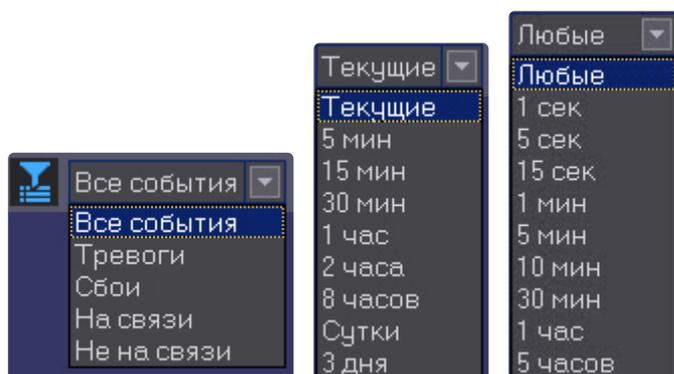 Все события
Все события
Тревоги
Сбои
На связи
Не на связи
Текущие
Текущие
5 мин
15 мин
30 мин
1 час
2 часа
8 часов
Сутки
3 дня
Любые
Любые
1 сек
5 сек
15 сек
1 мин
5 мин
10 мин
30 мин
1 час
5 часов